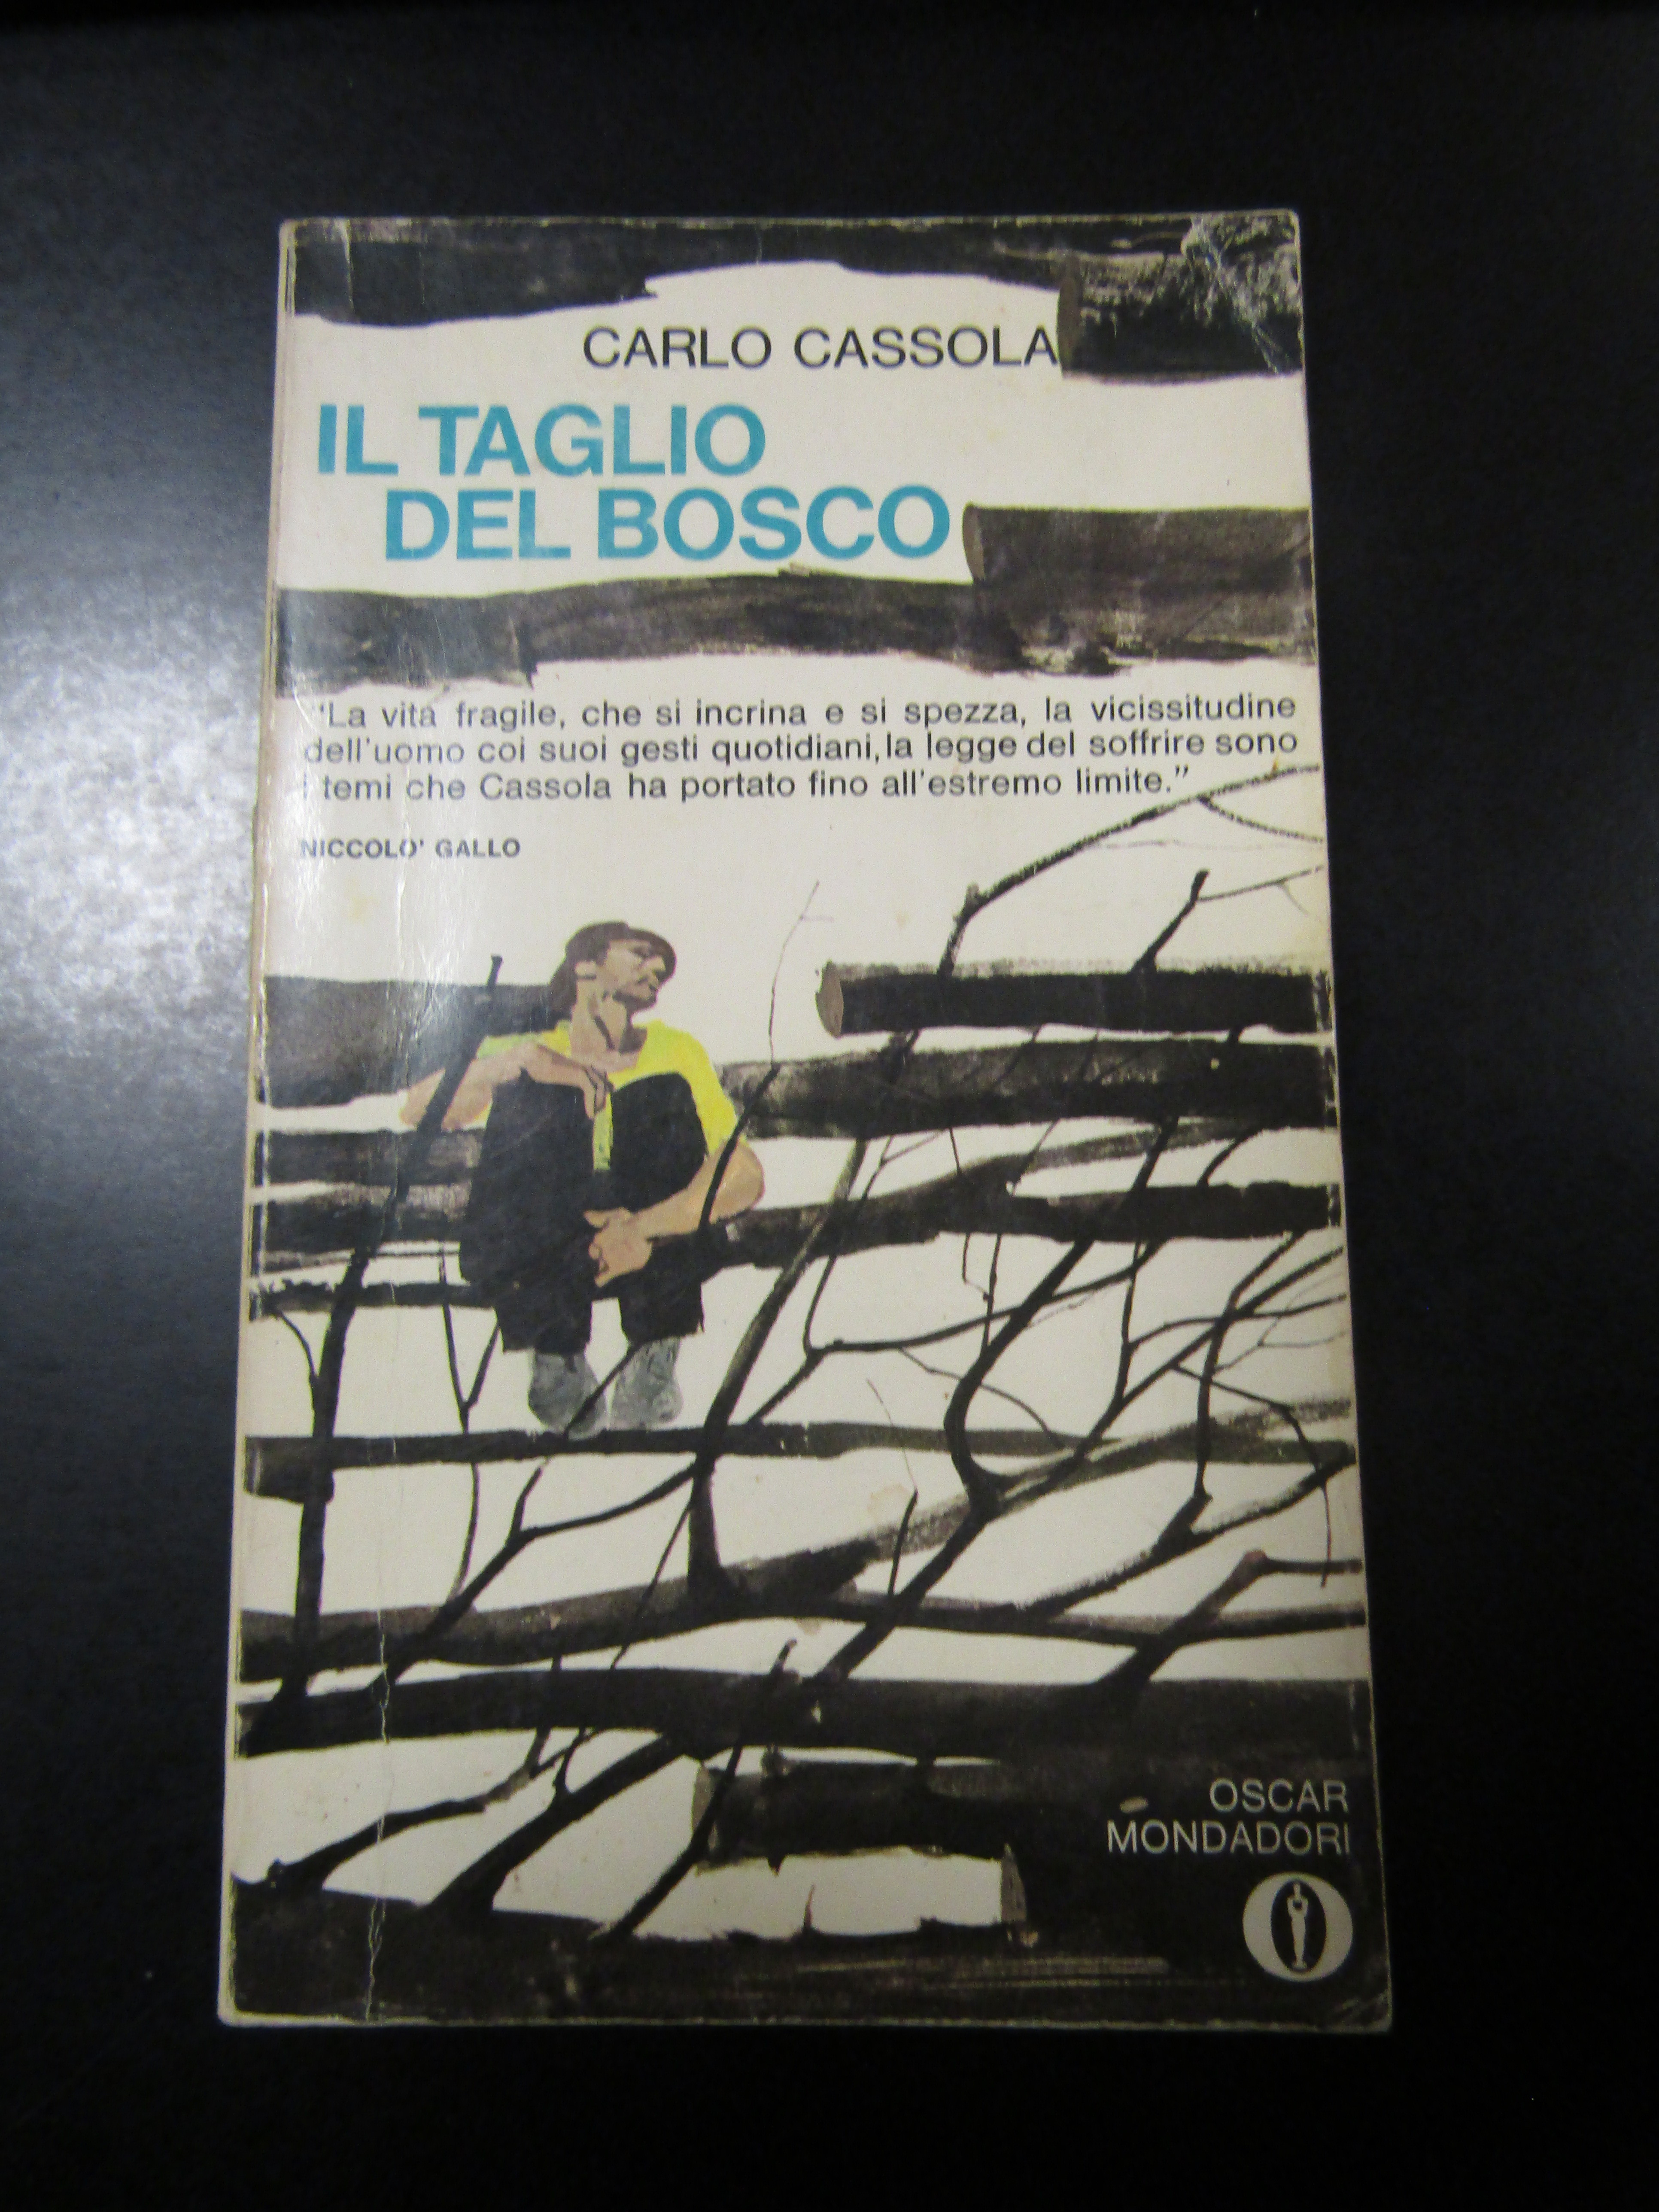 CARLO CASSOLA
IL TAGLIO
DEL BOSCO
"La vita fragile, che si incrina e si spezza, la vicissitudine
dell'uomo coi suoi gesti quotidiani, la legge del soffrire sono
i temi che Cassola ha portato fino all'estremo limite."
NICCOLO' GALLO
OSCAR
MONDADORI
O